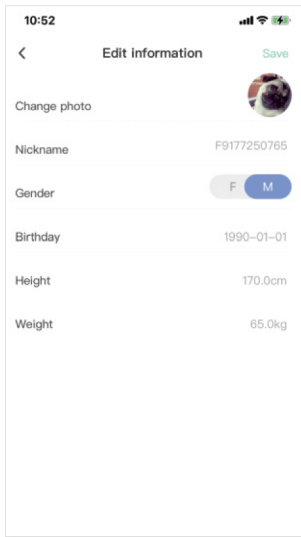 10:52
Edit information
Save
Change photo
Nickname
F9177250765
Gender
F
M
Birthday
1990-01-01
Height
170.0cm
Weight
65.0kg